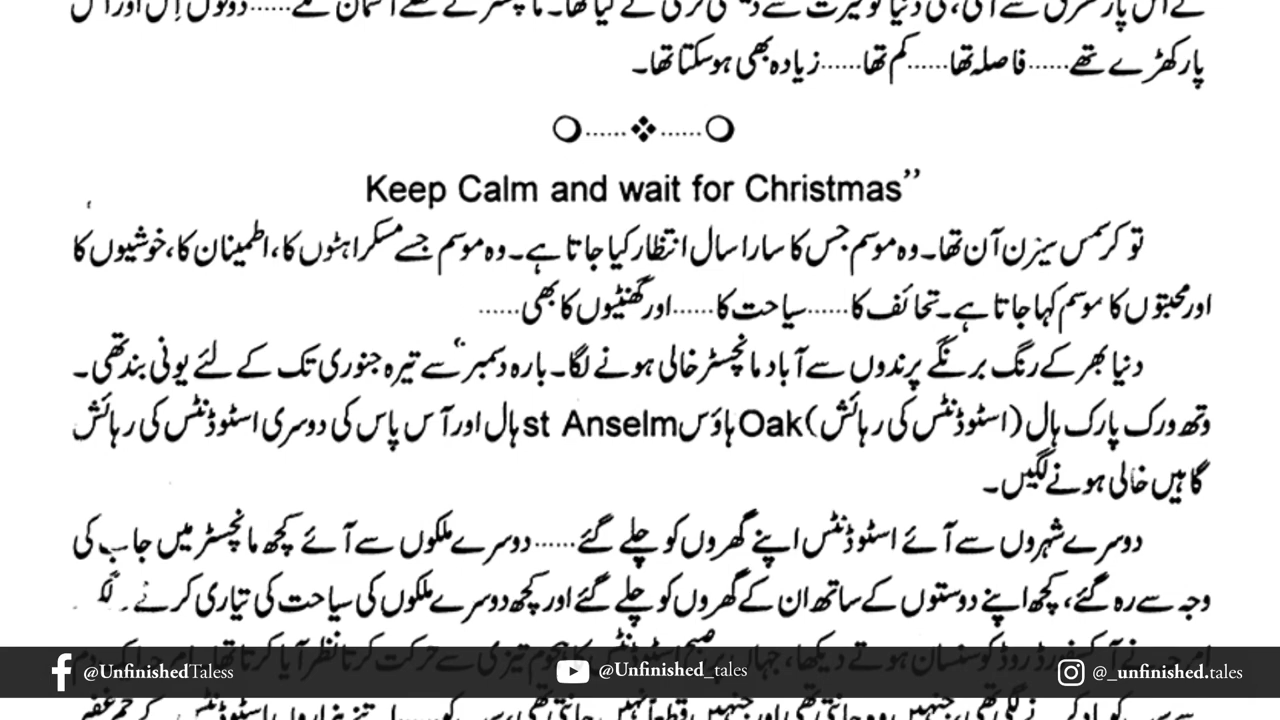 پار کھڑے تھے......فاصلہ تھا......کم تھا......زیادہ بھی ہو سکتا تھا۔
Keep Calm and wait for Christmas”
تو کرسمس سیزن آن تھا۔ وہ موسم جس کا سارا سال انتظار کیا جاتا ہے۔ وہ موسم جسے مسکراہٹوں کا، اطمینان کا، خوشیوں کا
اور محبتوں کا موسم کہا جاتا ہے۔ تحائف کا......سیاحت کا......اور گھنٹیوں کا بھی......
دنیا بھر کے رنگ برنگے پرندوں سے آباد مانچسٹر خالی ہونے لگا۔ بارہ دسمبر سے تیرہ جنوری تک کے لئے یونی بند تھی۔
وتھ ورک پارک ہال (اسٹوڈنٹس کی رہائش) Oak ہاؤس st Anselm ہال اور آس پاس کی دوسری اسٹوڈنٹس کی رہائش
گاہیں خالی ہونے لگیں۔
دوسرے شہروں سے آئے اسٹوڈنٹس اپنے گھروں کو چلے گئے......دوسرے ملکوں سے آئے کچھ مانچسٹر میں جاب کی
وجہ سے رہ گئے، کچھ اپنے دوستوں کے ساتھ ان کے گھروں کو چلے گئے اور کچھ دوسرے ملکوں کی سیاحت کی تیاری کرنے لگے۔
@UnfinishedTaless
@Unfinished_tales
@_unfinished.tales